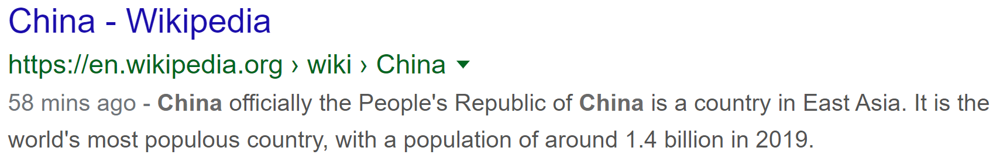 China - Wikipedia
https://en.wikipedia.org › wiki › China
58 mins ago - China officially the People's Republic of China is a country in East Asia. It is the
world's most populous country, with a population of around 1.4 billion in 2019.